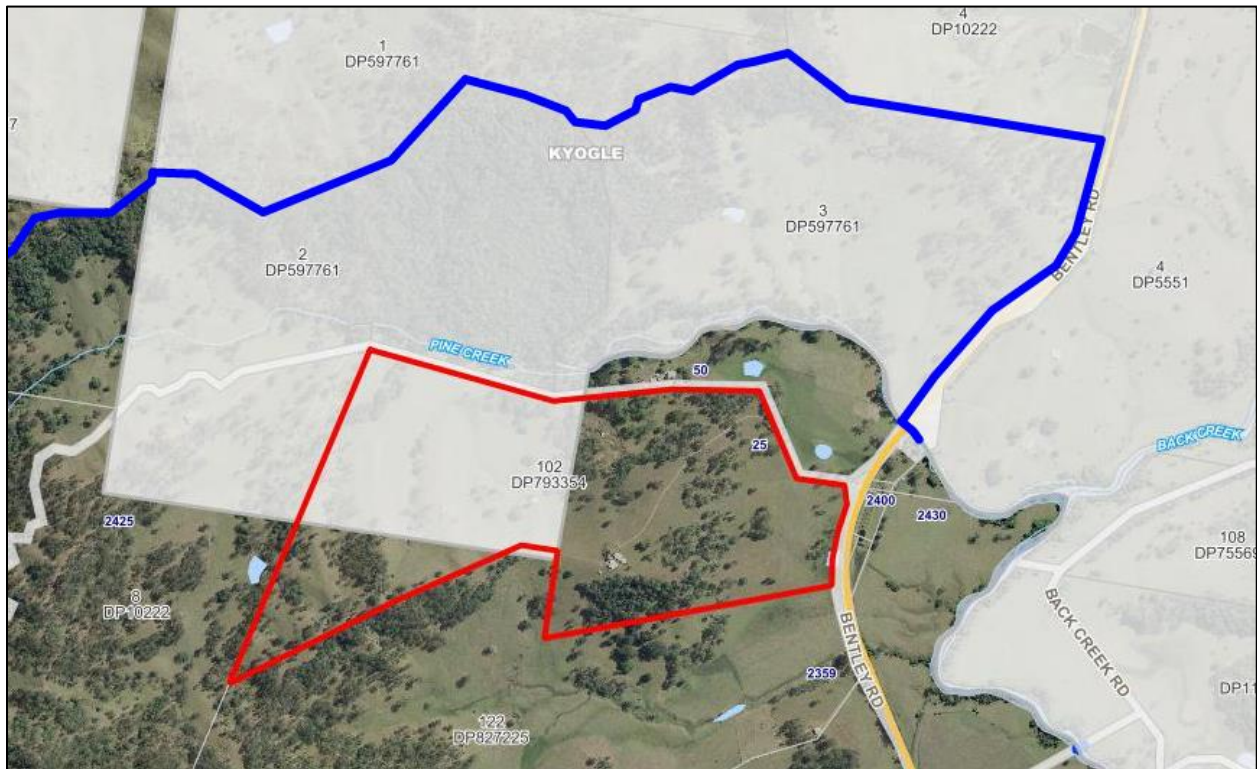 4
DP10222
1
DP597761
7
KYOGLE
BENTLEY RD
3
DP597761
2
DP597761
4
DP5551
PINE CREEK
50
25
BACK CREEK
102
DP793354
2400
2430
2425
108
DP75569
8
DP10222
BACK CREEK RD
BENTLEY RD
2359
DP11
122
DP827225